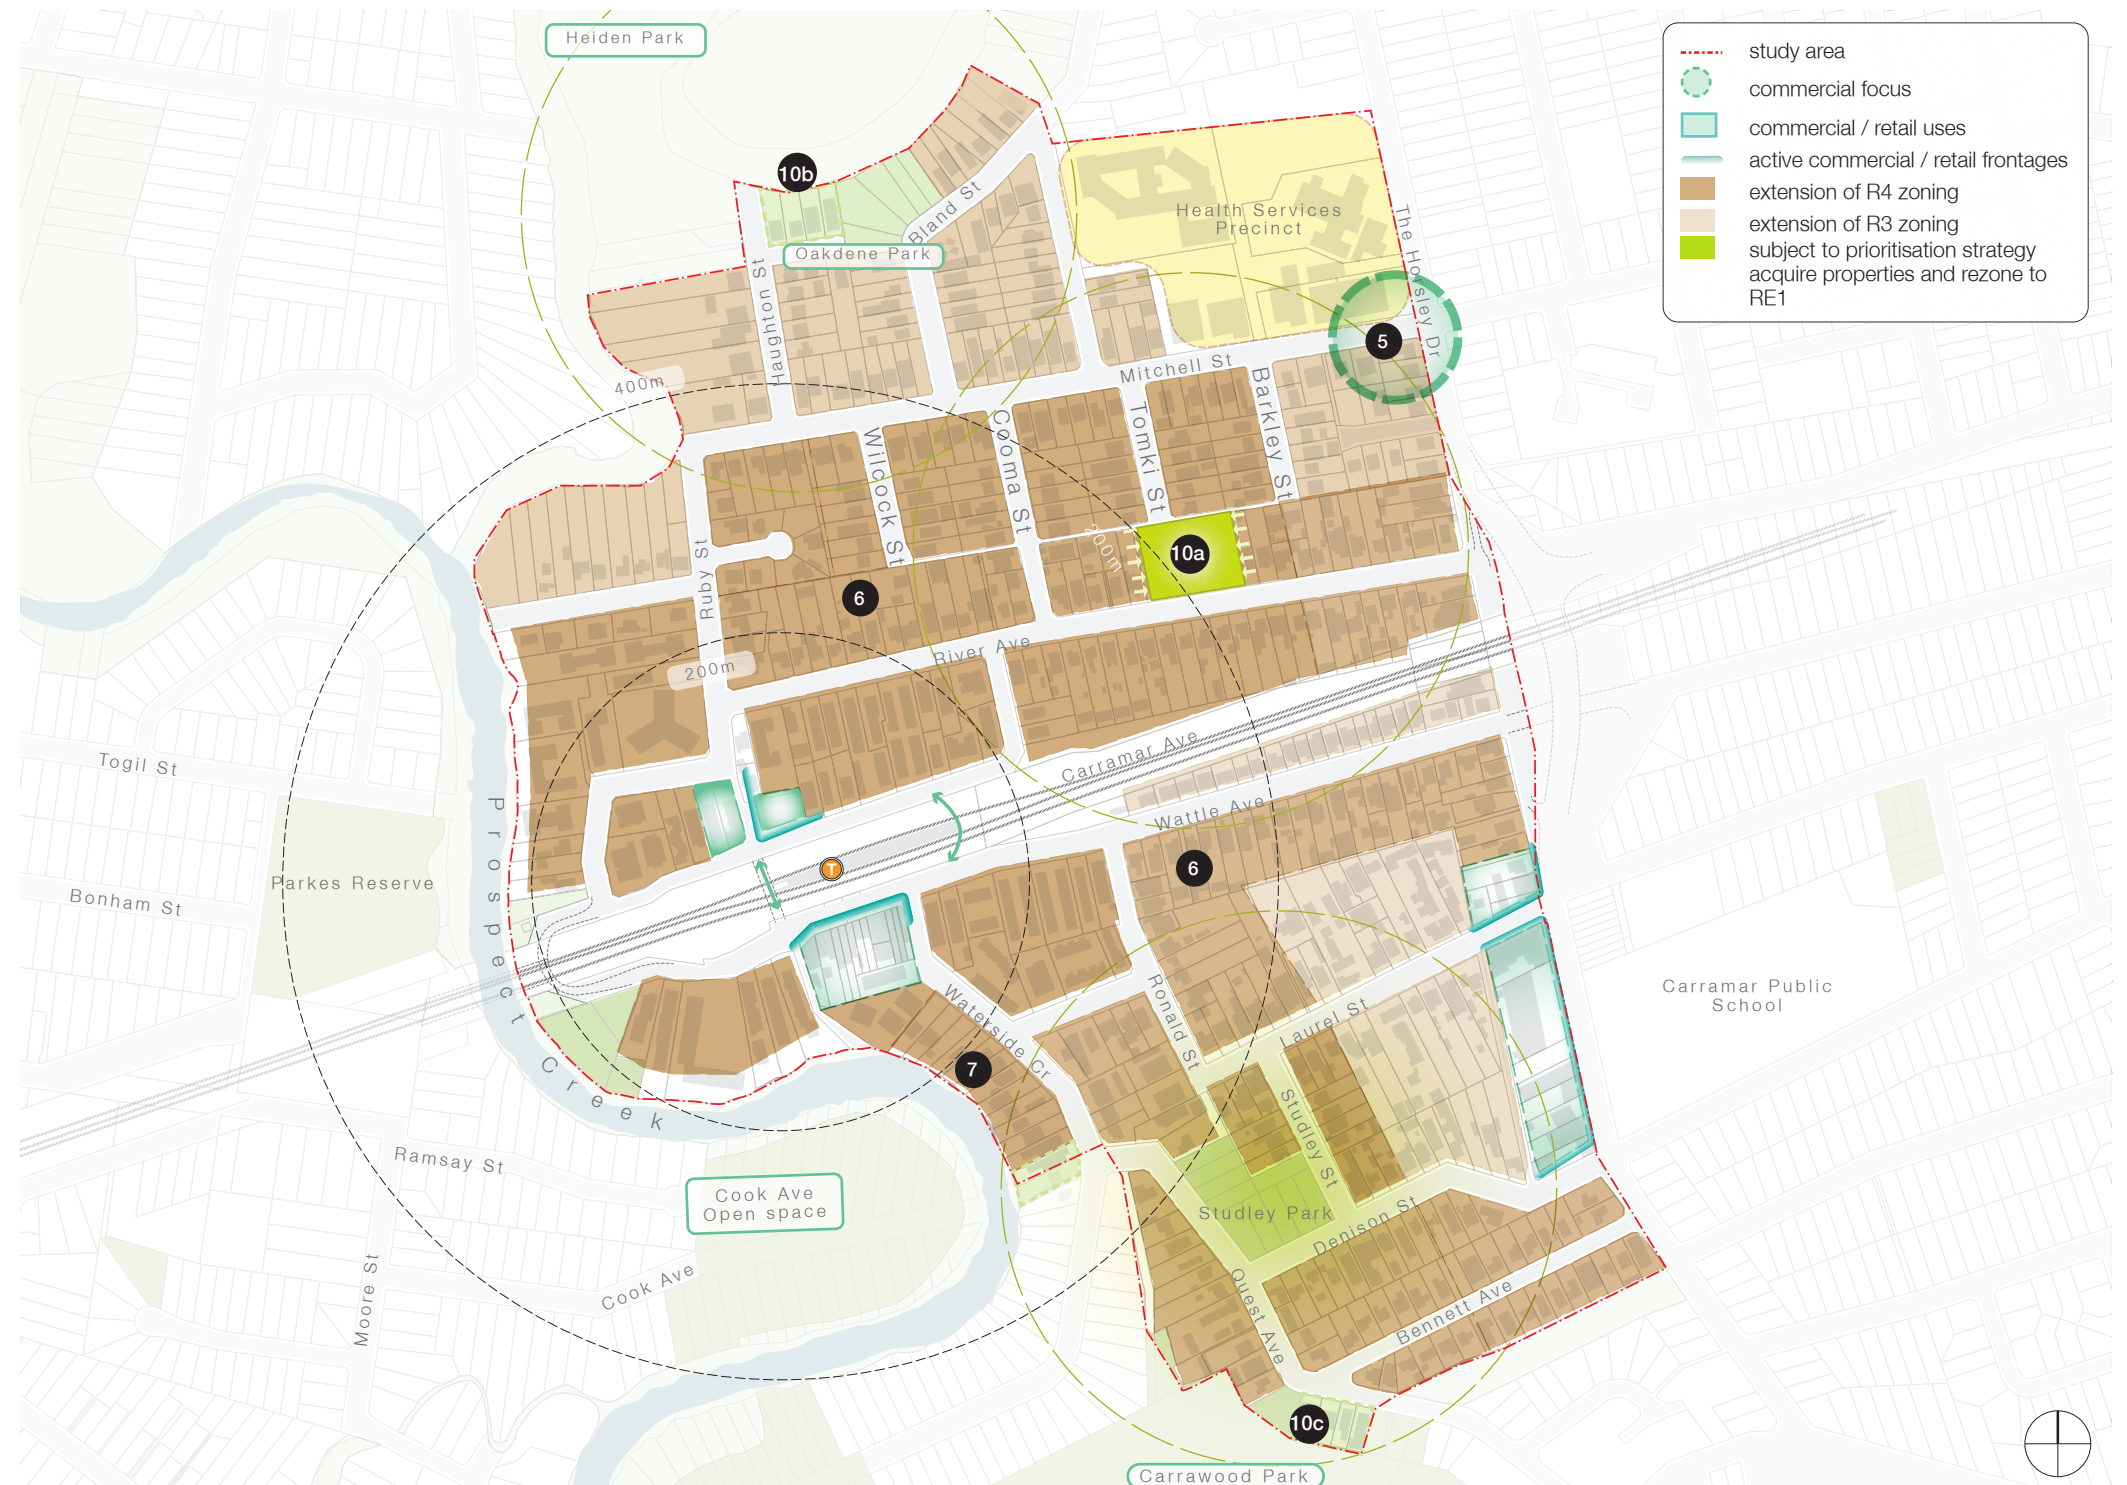 Heiden Park
study area
commercial focus
commercial / retail uses
active commercial / retail frontages
extension of R4 zoning
extension of R3 zoning
subject to prioritisation strategy
acquire properties and rezone to
RE1
10b
Bland St
Health Services
Precinct
The Horsley Dr
Oakdene Park
Haughton St
5
400m
Mitchell St
Barkley St
Tomki St
Cooma St
Wilcock St
200m
10a
Ruby St
6
River Ave
200m
Carramar Ave
Togil St
Wattle Ave
Prospect
Creek
T
6
Parkes Reserve
Bonham St
Waterside Cr
Ronald St
Laurel St
Carramar Public
School
7
Studley St
Ramsay St
Cook Ave
Open space
Studley Park
Denison St
Cook Ave
Moore St
Quest Ave
Bennett Ave
10c
Carrawood Park